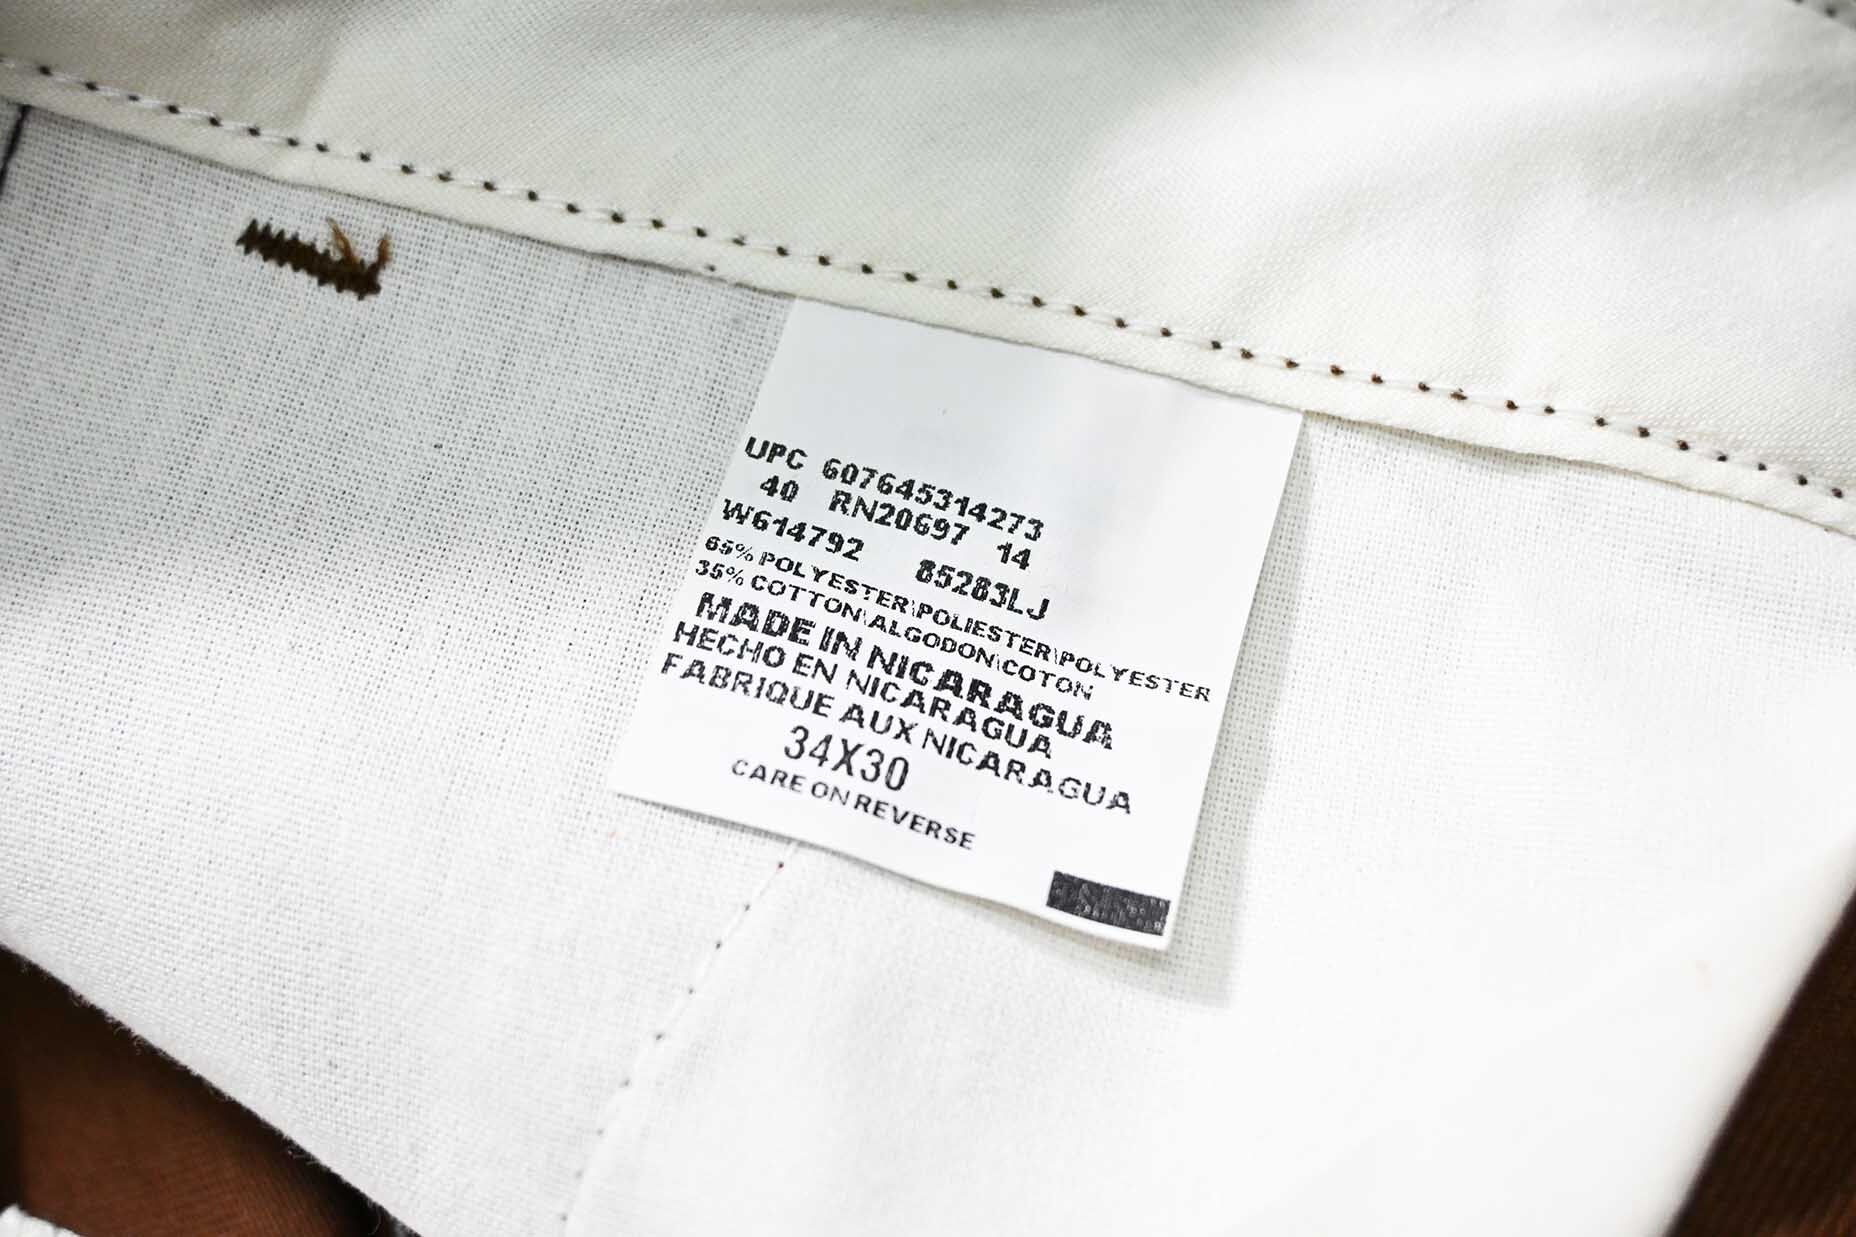 UPC 607645314273
40 RN20697 14
W614792 85283LJ
65% POLYESTER\POLIESTER\POLYESTER
35% COTTON\ALGODON\COTON
MADE IN NICARAGUA
HECHO EN NICARAGUA
FABRIQUE AUX NICARAGUA
34X30
CARE ON REVERSE